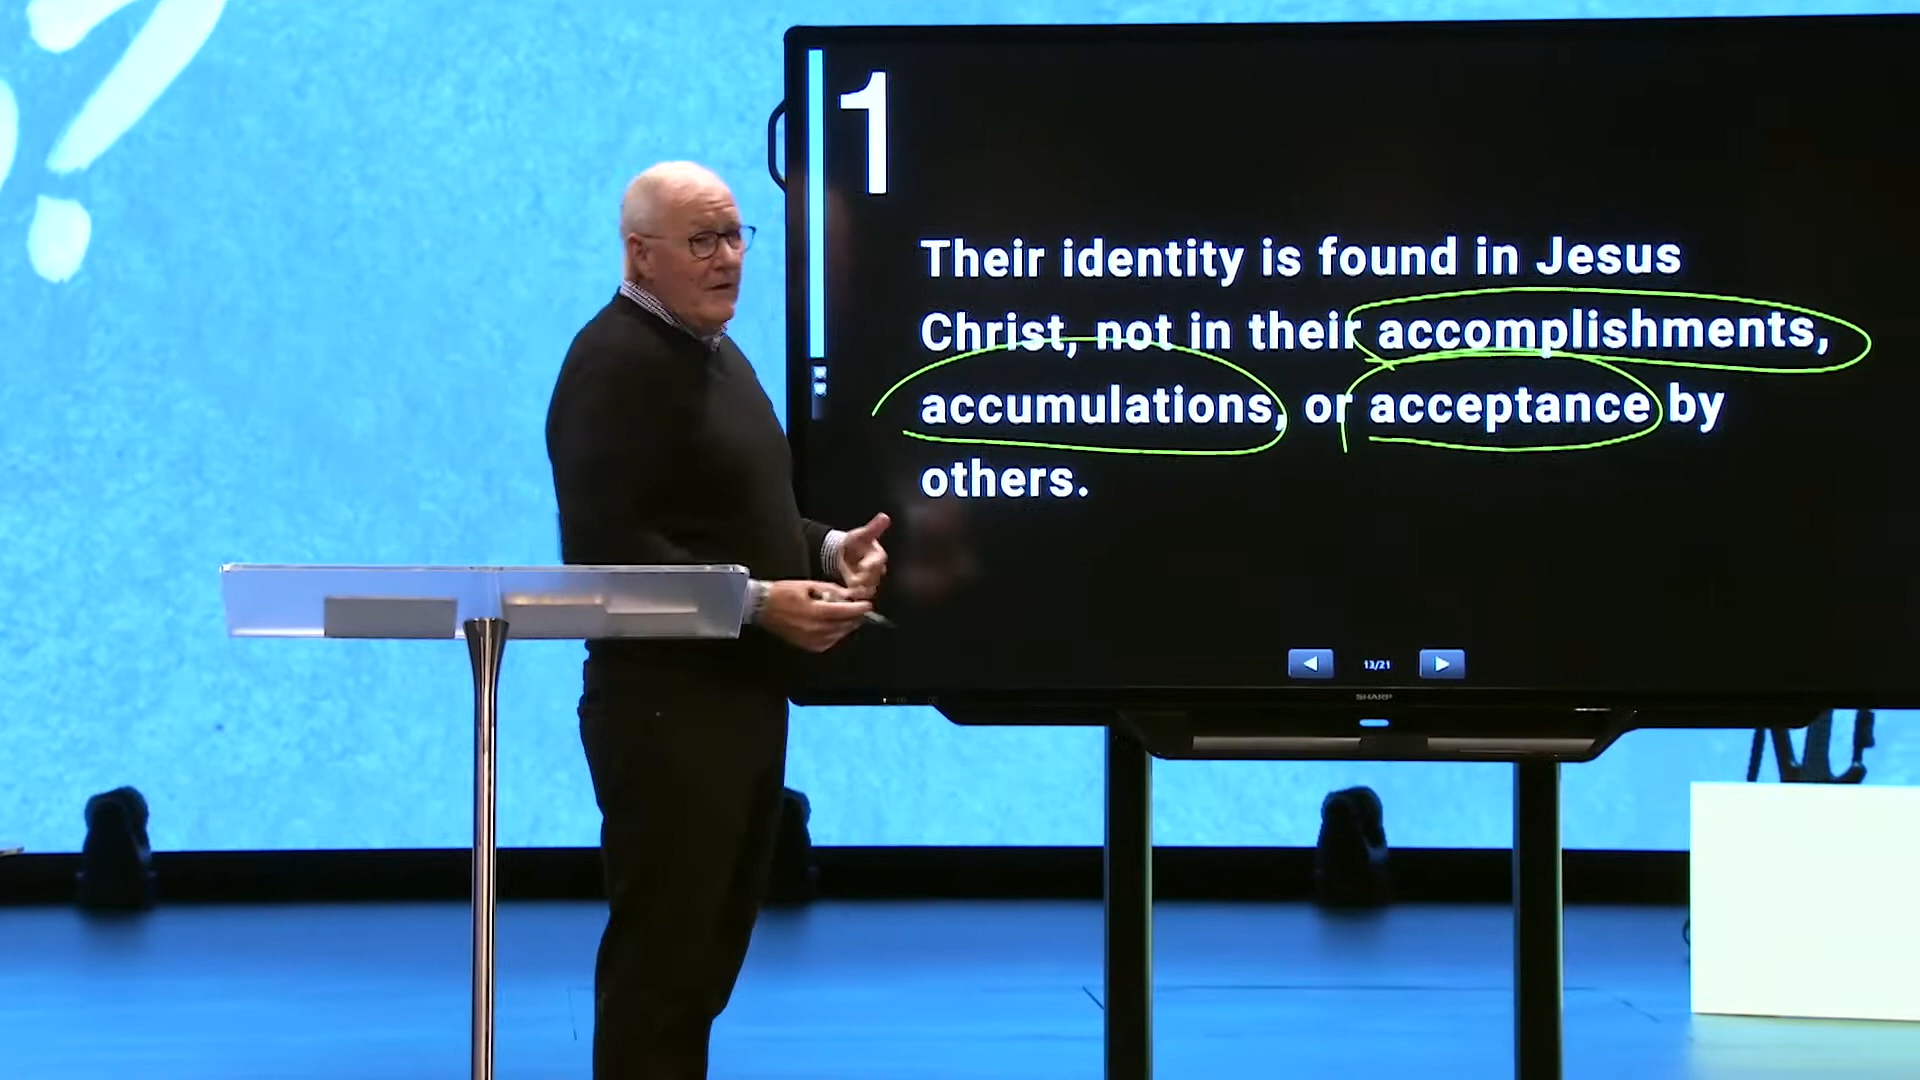 1
Their identity is found in Jesus
Christ, not in their accomplishments,
accumulations, or acceptance by
others.
13/21
SHARP